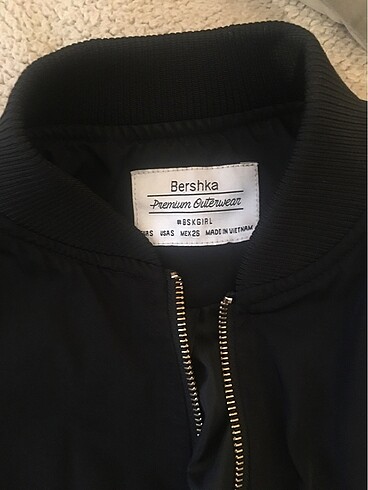 Bershka
Premium Outerwear
#BSKGIRL
USA S MEX 26 MADE IN VIETNAM